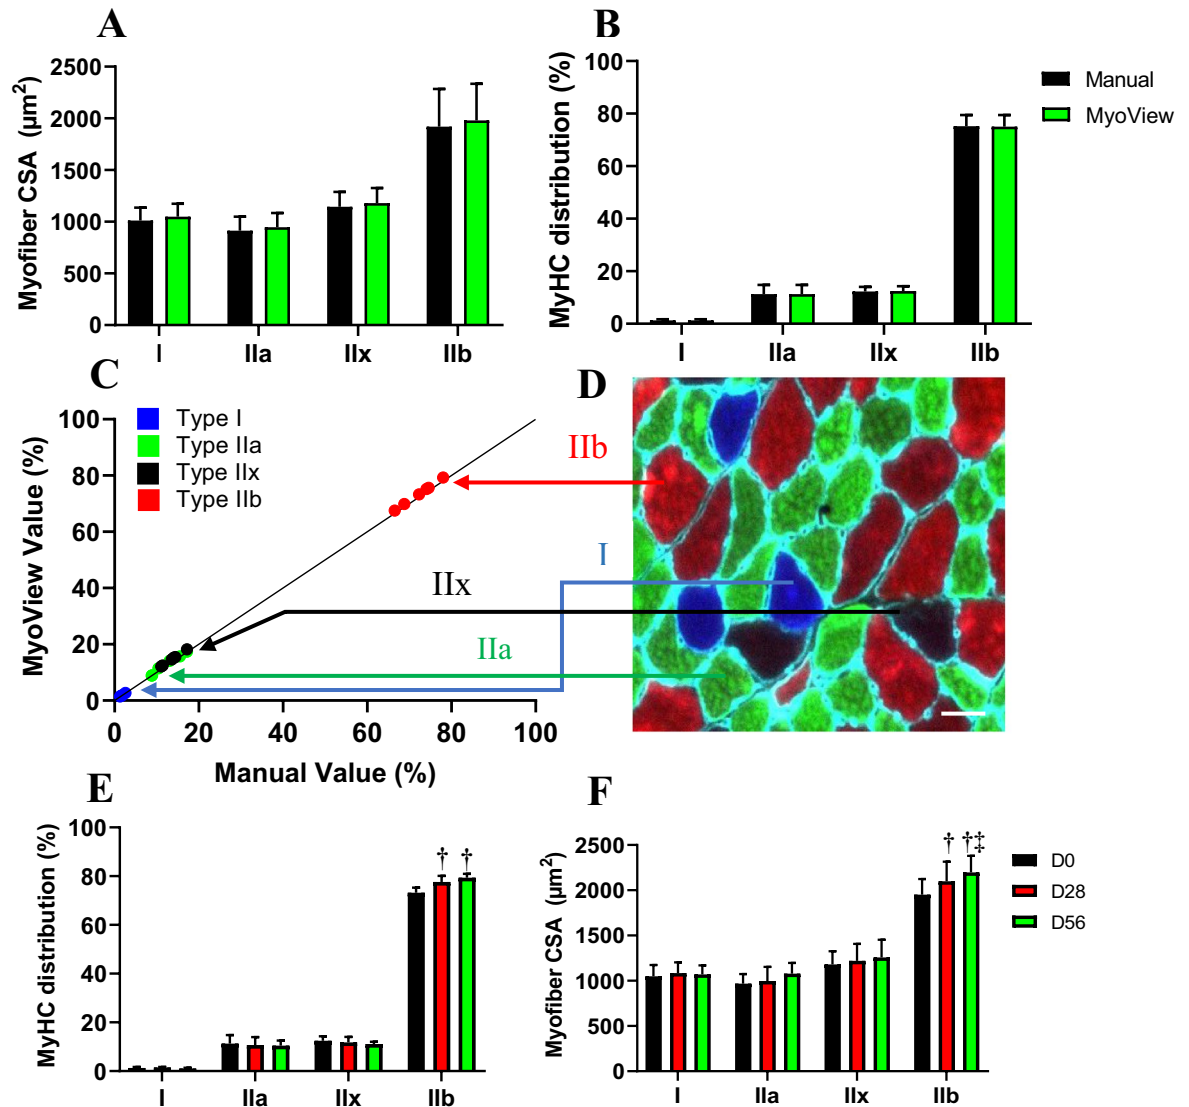 A
Myofiber CSA (µm2)
2500
2000
1500
1000
500
0
I IIa IIx IIb
B
MyHC distribution (%)
100
80
60
40
20
0
I IIa IIx IIb
Manual
MyoView
C
MyoView Value (%)
100
80
60
40
20
0
0 20 40 60 80 100
Manual Value (%)
Type I
Type IIa
Type IIx
Type IIb
D
IIb
I
IIx
IIa
E
MyHC distribution (%)
100
80
60
40
20
0
† †
I IIa IIx IIb
F
Myofiber CSA (µm2)
2500
2000
1500
1000
500
0
† †‡
I IIa IIx IIb
D0
D28
D56